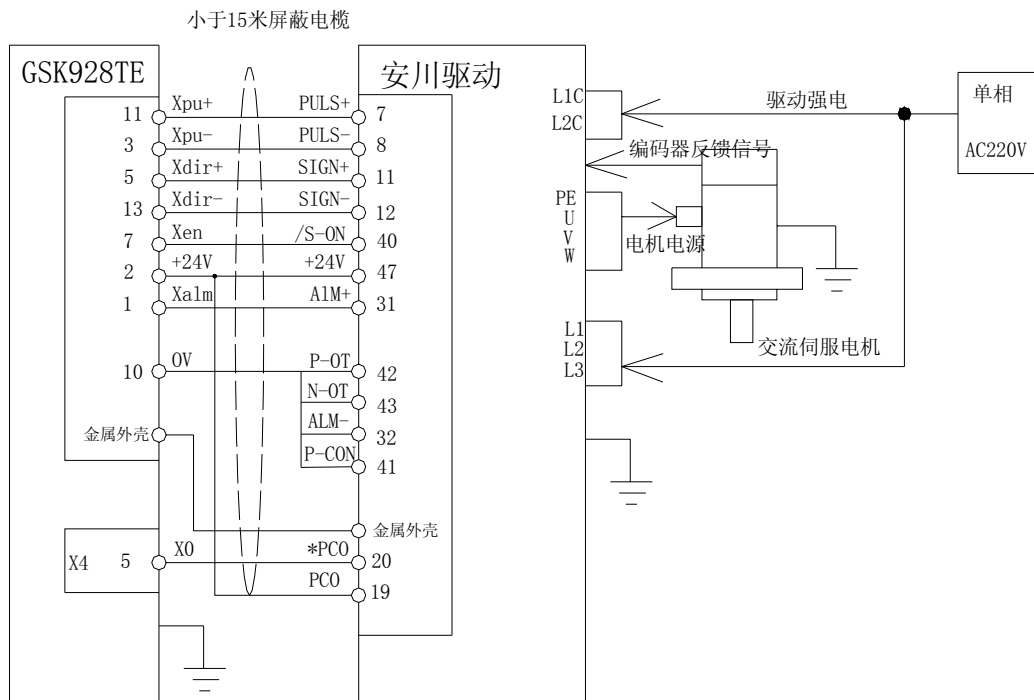 小于15米屏蔽电缆
GSK928TE
安川驱动
11 Xpu+ PULS+ 7
3 Xpu- PULS- 8
5 Xdir+ SIGN+ 11
13 Xdir- SIGN- 12
7 Xen /S-ON 40
2 +24V +24V 47
1 Xalm AlM+ 31
10 0V P-OT 42
N-OT 43
ALM- 32
P-CON 41
金属外壳
金属外壳
X4 5 X0 *PCO 20
PCO 19
L1C
L2C
驱动强电
单相
AC220V
编码器反馈信号
PE
U
V
W
电机电源
L1
L2
L3
交流伺服电机